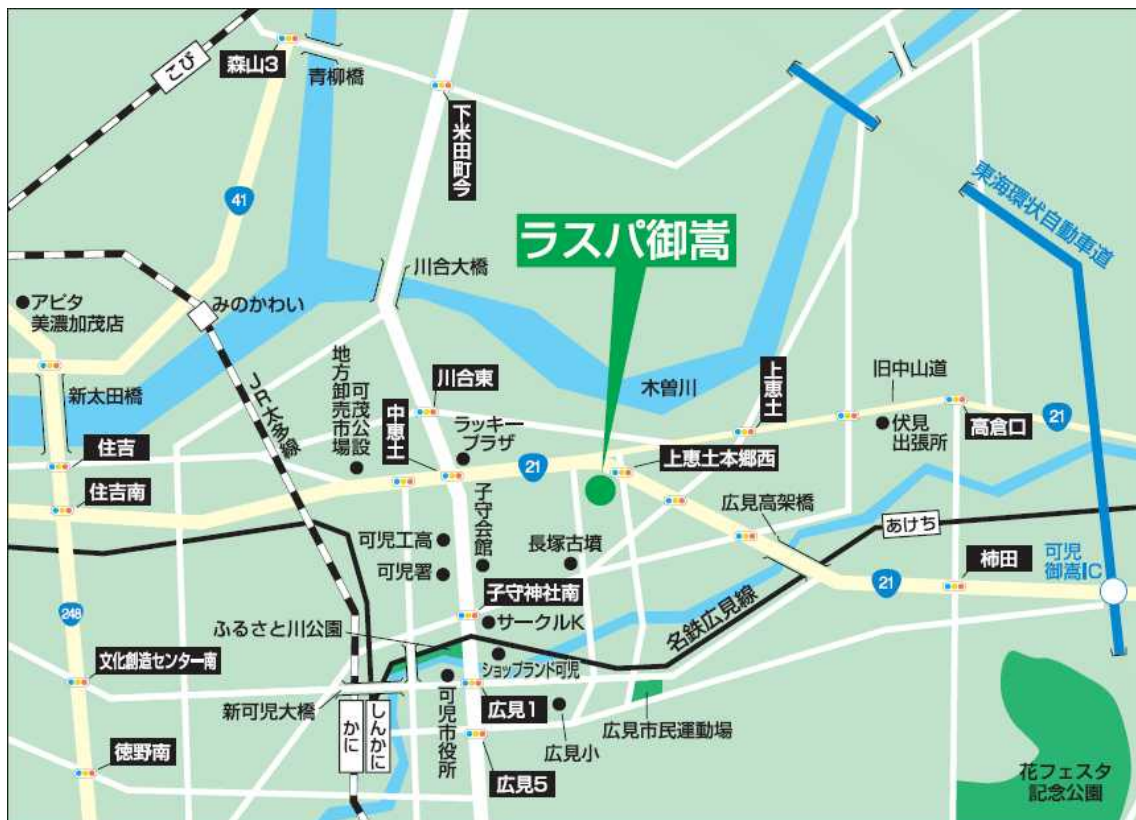 こび
森山3
青柳橋
下米田町今
41
東海環状自動車道
ラスパ御嵩
川合大橋
アピタ
美濃加茂店
みのかわい
新太田橋
JR太多線
可茂公設
地方卸売市場
川合東
中恵土
ラッキー
プラザ
木曽川
上恵土
旧中山道
伏見
出張所
高倉口
21
住吉
住吉南
21
上恵土本郷西
広見高架橋
あけち
可児工高
可児署
子守会館
長塚古墳
21
柿田
可児
御嵩IC
248
子守神社南
サークルK
名鉄広見線
ふるさと川公園
ショップランド可児
文化創造センター南
新可児大橋
かに
しんかに
可児市役所
広見1
広見小
広見市民運動場
徳野南
広見5
花フェスタ
記念公園